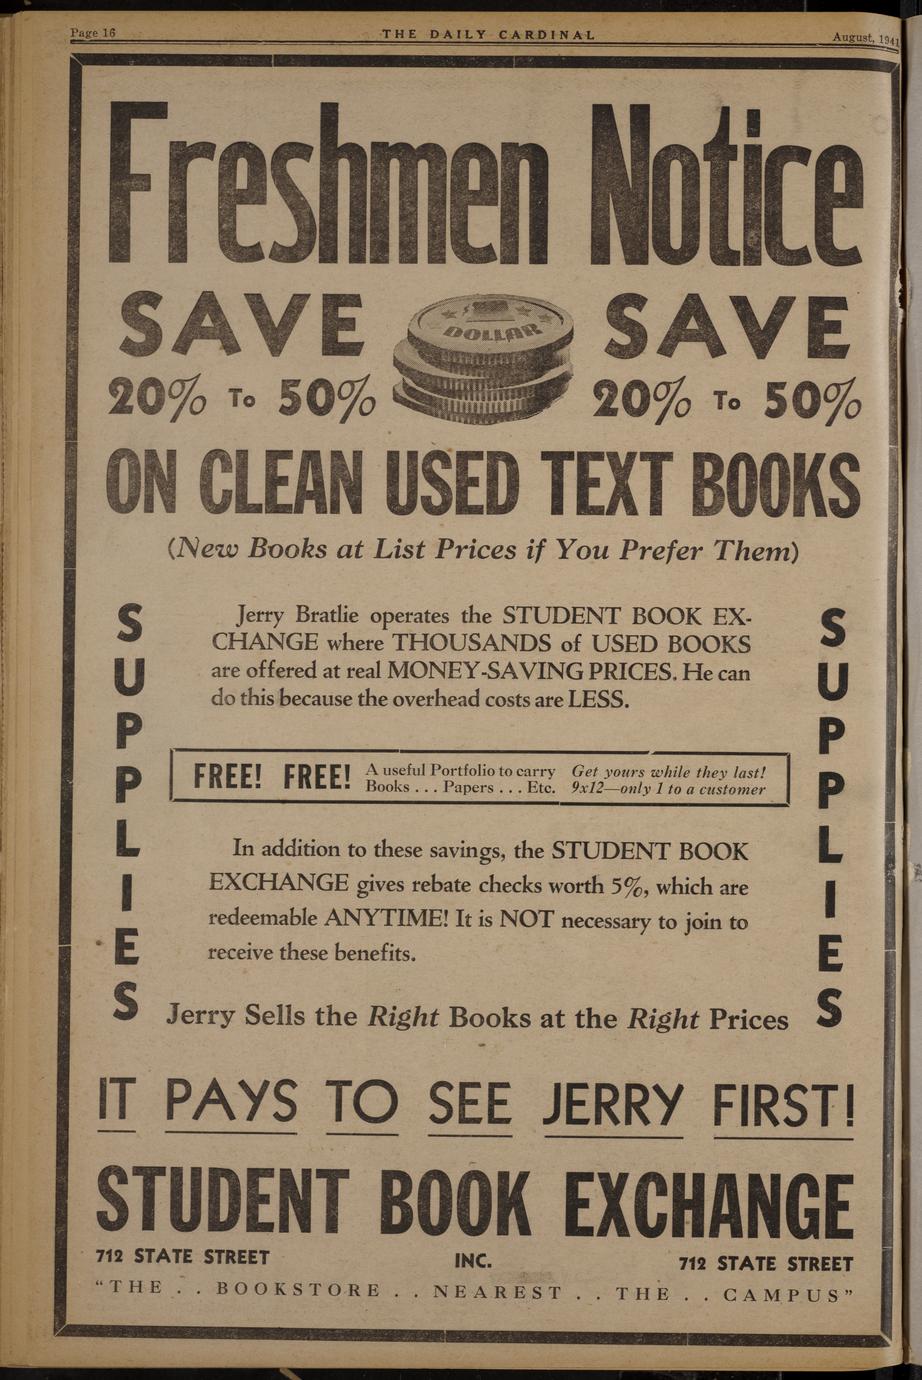 Page 16
THE DAILY CARDINAL
August, 1941
Freshmen Notice
SAVE
20% To 50%
DOLLAR
SAVE
20% To 50%
ON CLEAN USED TEXT BOOKS
(New Books at List Prices if You Prefer Them)
SUPPLIES
Jerry Bratlie operates the STUDENT BOOK EX-
CHANGE where THOUSANDS of USED BOOKS
are offered at real MONEY-SAVING PRICES. He can
do this because the overhead costs are LESS.
FREE! FREE!
A useful Portfolio to carry
Books . . . Papers . . . Etc.
Get yours while they last!
9x12—only 1 to a customer
In addition to these savings, the STUDENT BOOK
EXCHANGE gives rebate checks worth 5%, which are
redeemable ANYTIME! It is NOT necessary to join to
receive these benefits.
Jerry Sells the Right Books at the Right Prices
SUPPLIES
IT PAYS TO SEE JERRY FIRST!
STUDENT BOOK EXCHANGE
712 STATE STREET
INC.
712 STATE STREET
"THE . . BOOKSTORE . . NEAREST . . THE . . CAMPUS"